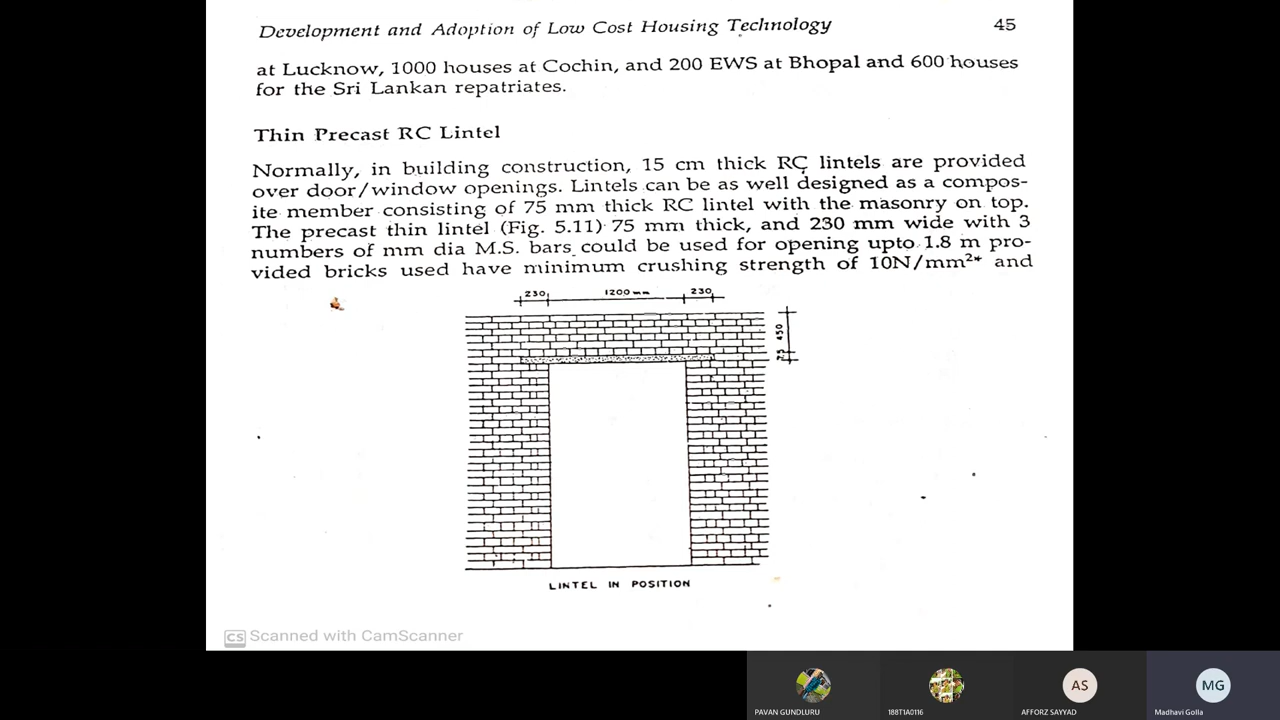 Development and Adoption of Low Cost Housing Technology 45
at Lucknow, 1000 houses at Cochin, and 200 EWS at Bhopal and 600 houses
for the Sri Lankan repatriates.
Thin Precast RC Lintel
Normally, in building construction, 15 cm thick RC lintels are provided
over door/window openings. Lintels can be as well designed as a compos-
ite member consisting of 75 mm thick RC lintel with the masonry on top.
The precast thin lintel (Fig. 5.11) 75 mm thick, and 230 mm wide with 3
numbers of mm dia M.S. bars could be used for opening upto 1.8 m pro-
vided bricks used have minimum crushing strength of 10N/mm²* and
230 1200mm 230
450
75
LINTEL IN POSITION
CS Scanned with CamScanner
AS
MG
PAVAN GUNDLURU
188T1A0116
AFFORZ SAYYAD
Madhavi Golla